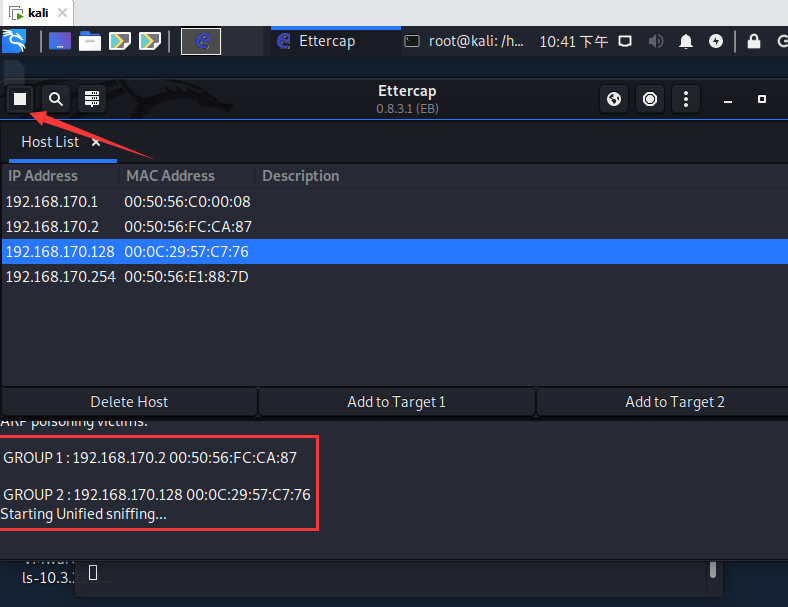 kali
Ettercap
root@kali: /h...
10:41 下午
Ettercap
0.8.3.1 (EB)
Host List
IP Address MAC Address Description
192.168.170.1 00:50:56:C0:00:08
192.168.170.2 00:50:56:FC:CA:87
192.168.170.128 00:0C:29:57:C7:76
192.168.170.254 00:50:56:E1:88:7D
Delete Host Add to Target 1 Add to Target 2
ARP poisoning victims:
GROUP 1 : 192.168.170.2 00:50:56:FC:CA:87
GROUP 2 : 192.168.170.128 00:0C:29:57:C7:76
Starting Unified sniffing...
ls-10.3.